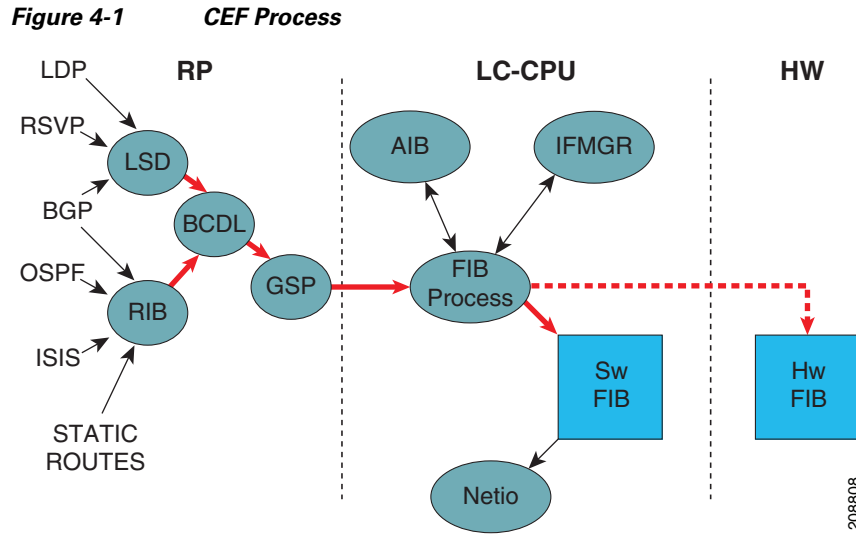 Figure 4-1 CEF Process
RP
LC-CPU
HW
LDP
RSVP
BGP
OSPF
ISIS
STATIC
ROUTES
LSD
RIB
BCDL
GSP
AIB
IFMGR
FIB
Process
Sw
FIB
Netio
Hw
FIB
208808